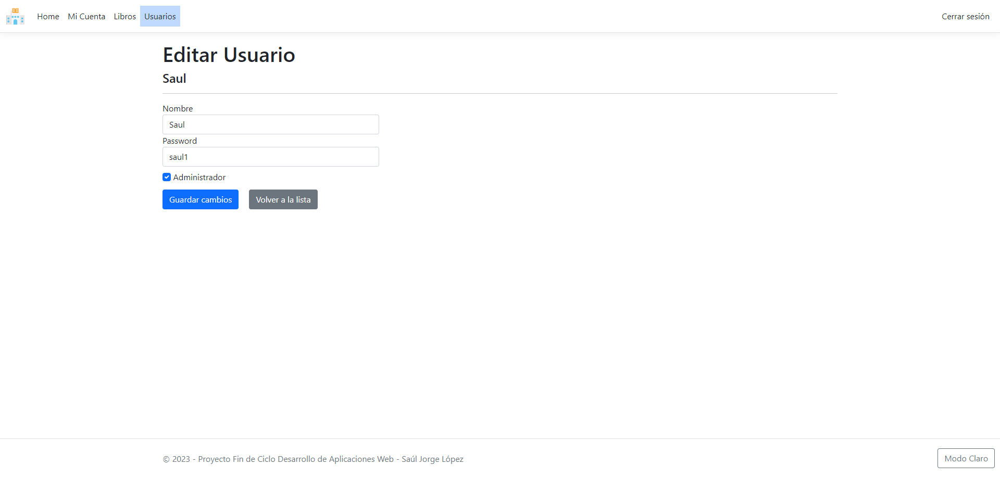 Home Mi Cuenta Libros Usuarios Cerrar sesión
Editar Usuario
Saul
Nombre
Saul
Password
saul1
Administrador
Guardar cambios Volver a la lista
© 2023 - Proyecto Fin de Ciclo Desarrollo de Aplicaciones Web - Saúl Jorge López
Modo Claro